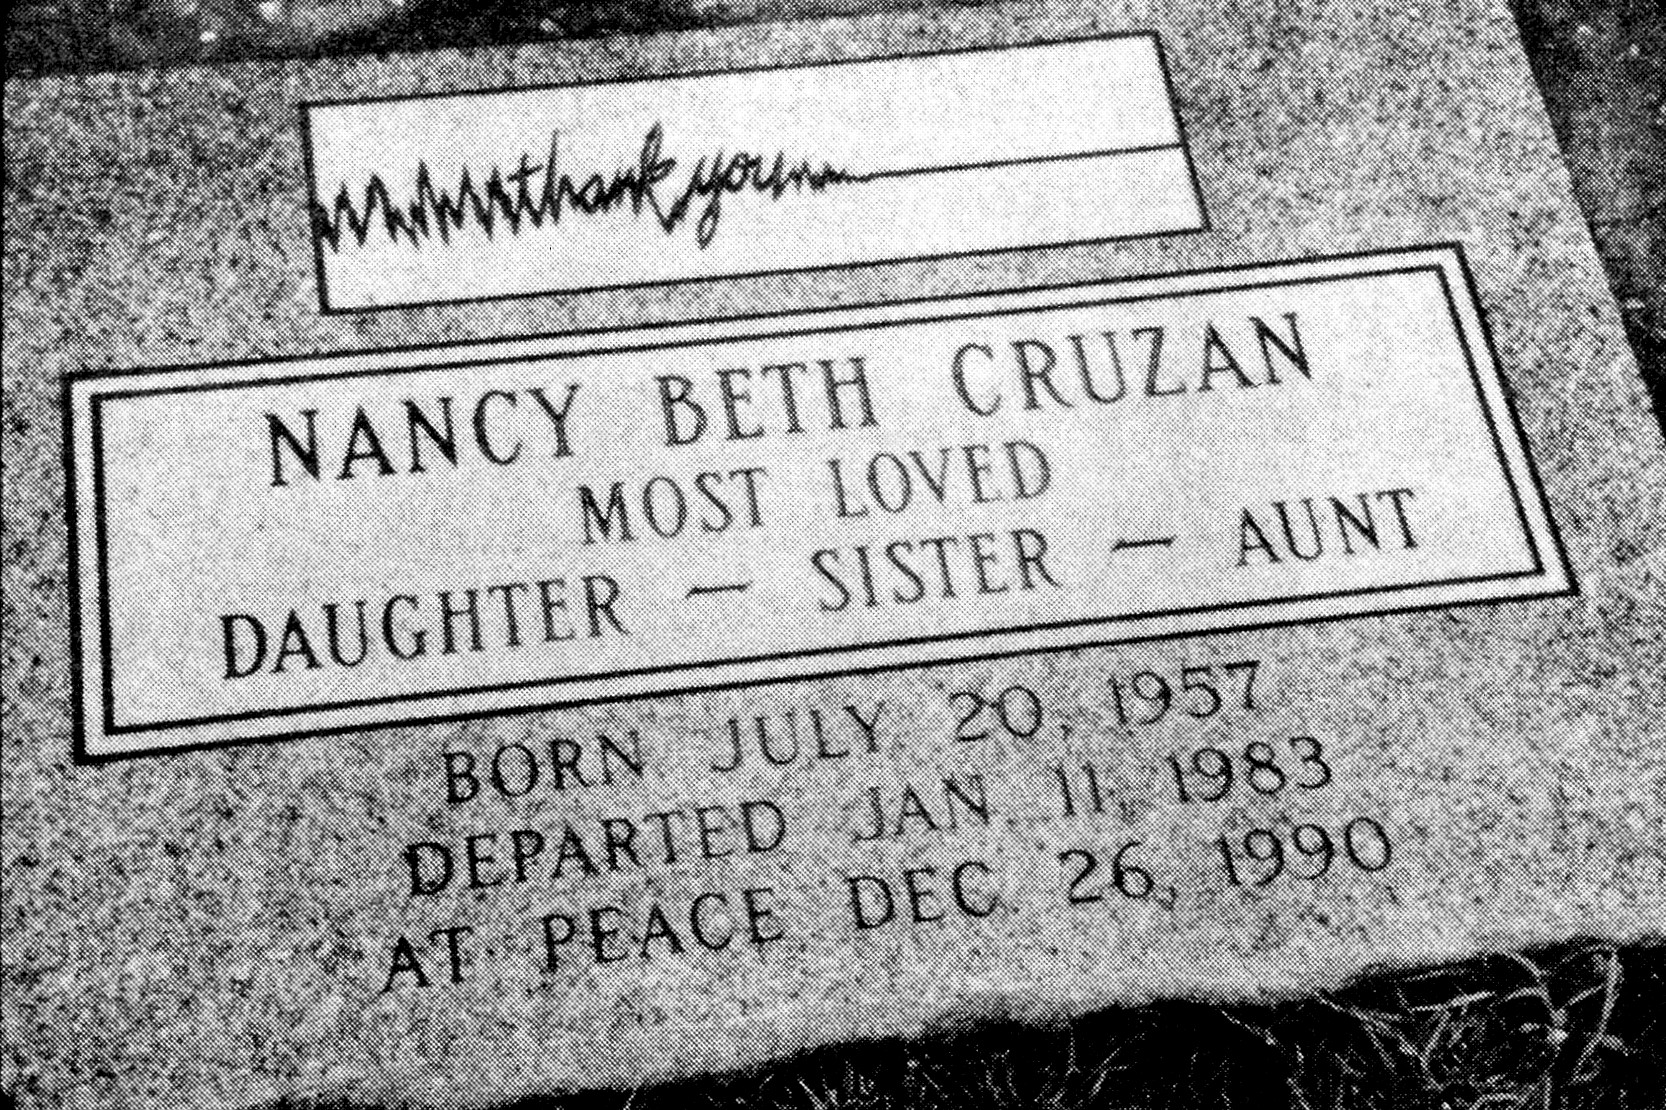 thank you
NANCY BETH CRUZAN
MOST LOVED
DAUGHTER — SISTER — AUNT
BORN JULY 20, 1957
DEPARTED JAN 11, 1983
AT PEACE DEC 26, 1990